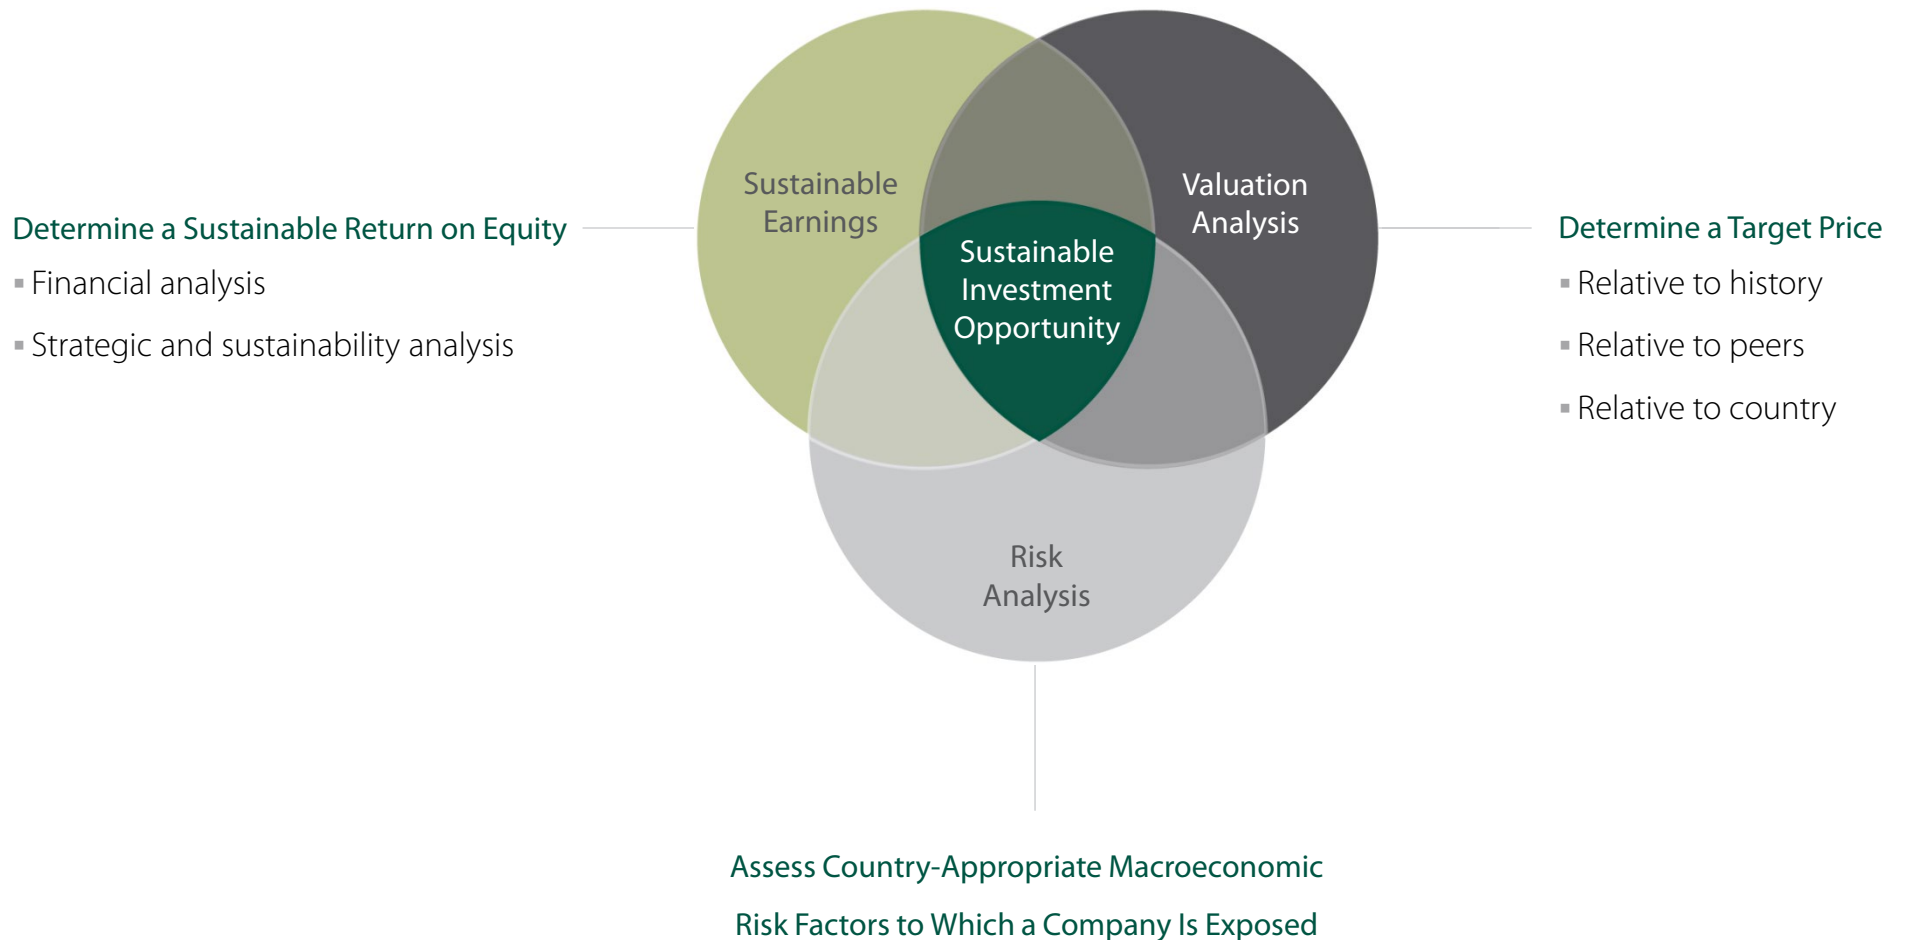 Sustainable
Earnings
Valuation
Analysis
Sustainable
Investment
Opportunity
Risk
Analysis
Determine a Sustainable Return on Equity
▪ Financial analysis
▪ Strategic and sustainability analysis
Determine a Target Price
▪ Relative to history
▪ Relative to peers
▪ Relative to country
Assess Country-Appropriate Macroeconomic
Risk Factors to Which a Company Is Exposed